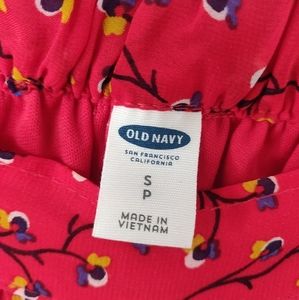 OLD NAVY
SAN FRANCISCO
CALIFORNIA
S
P
MADE IN
VIETNAM